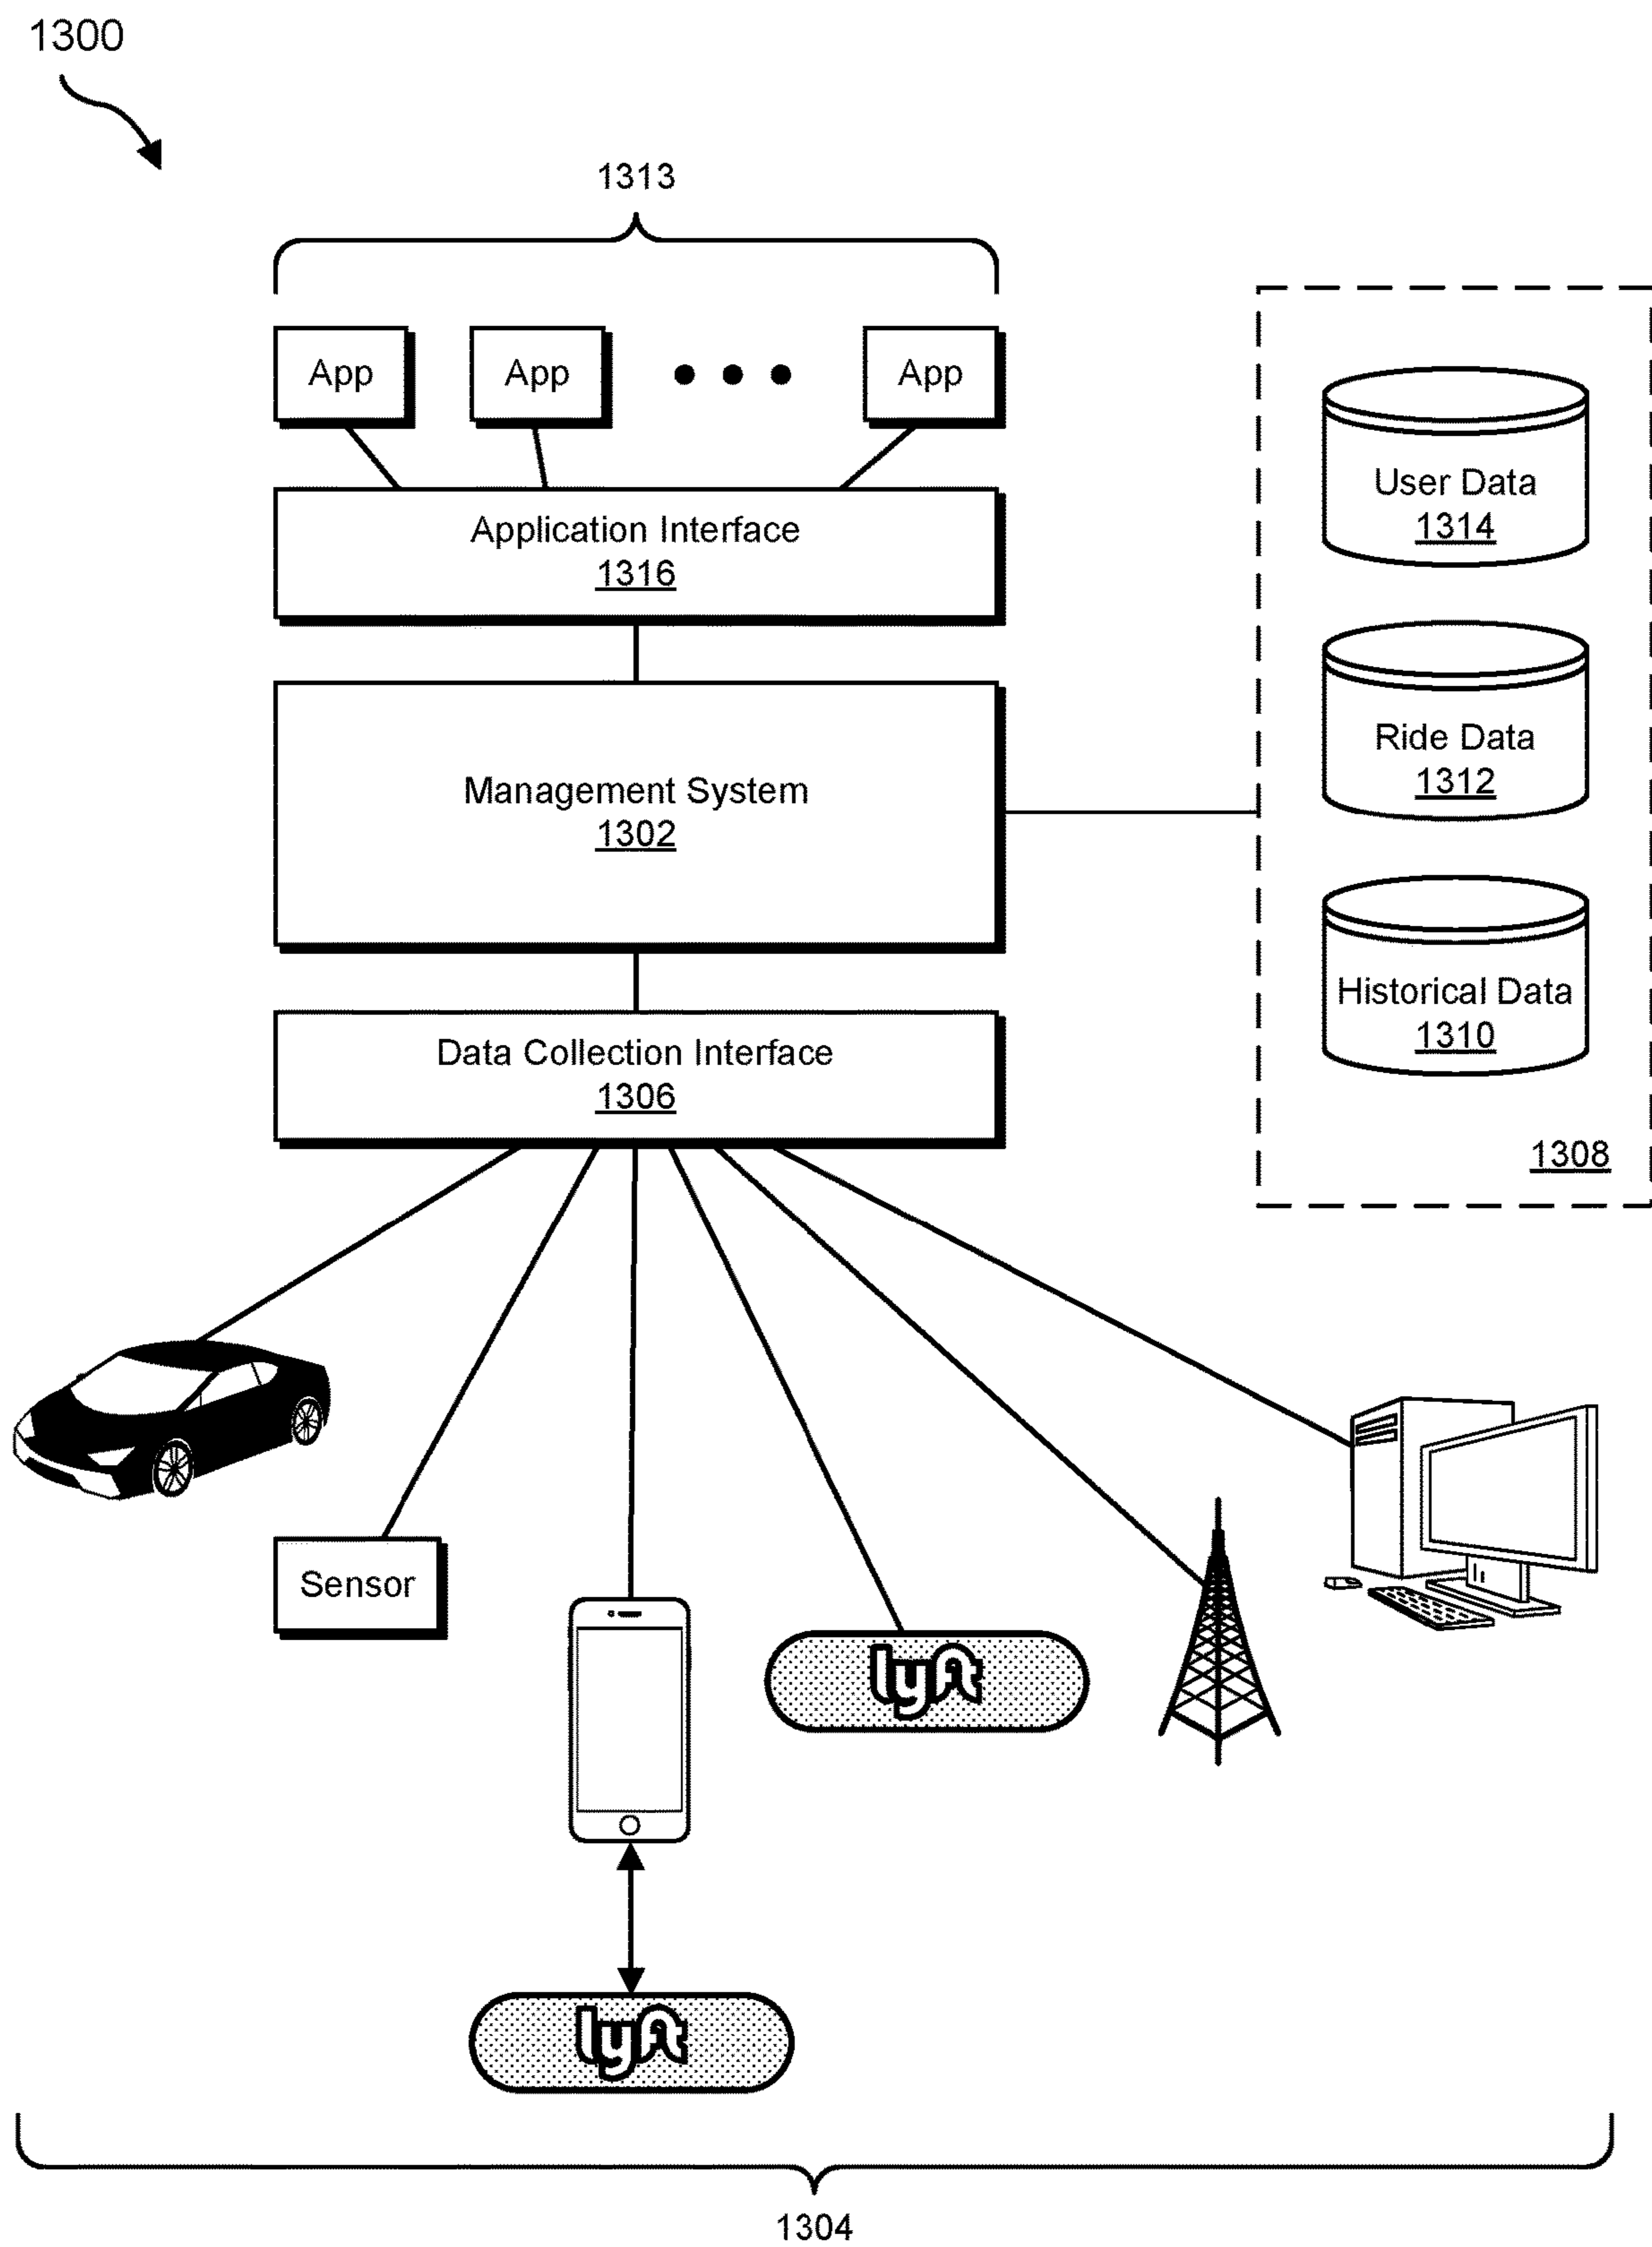 1300
1313
App
App
App
Application Interface
1316
User Data
1314
Management System
1302
Ride Data
1312
Historical Data
1310
Data Collection Interface
1306
1308
Sensor
lyft
lyft
1304